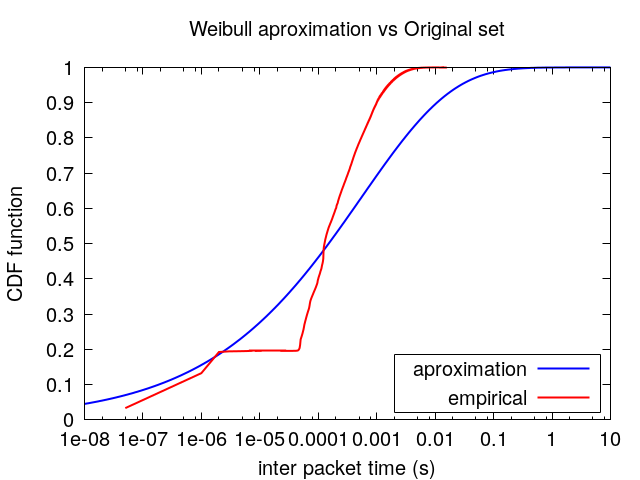 Weibull aproximation vs Original set
1
0.9
0.8
0.7
0.6
0.5
0.4
0.3
0.2
0.1
0
CDF function
aproximation
empirical
1e-08 1e-07 1e-06 1e-05 0.0001 0.001 0.01 0.1 1 10
inter packet time (s)